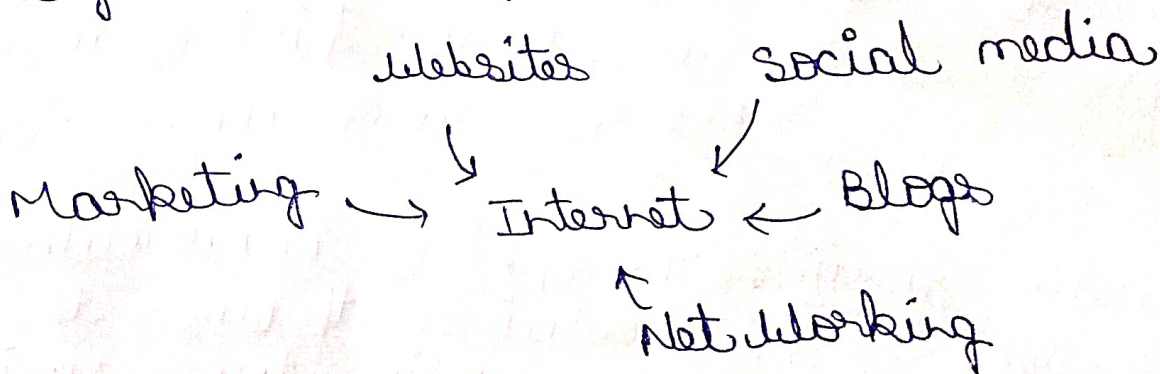 Websites social media
Marketing → Internet ← Blogs
Net Working